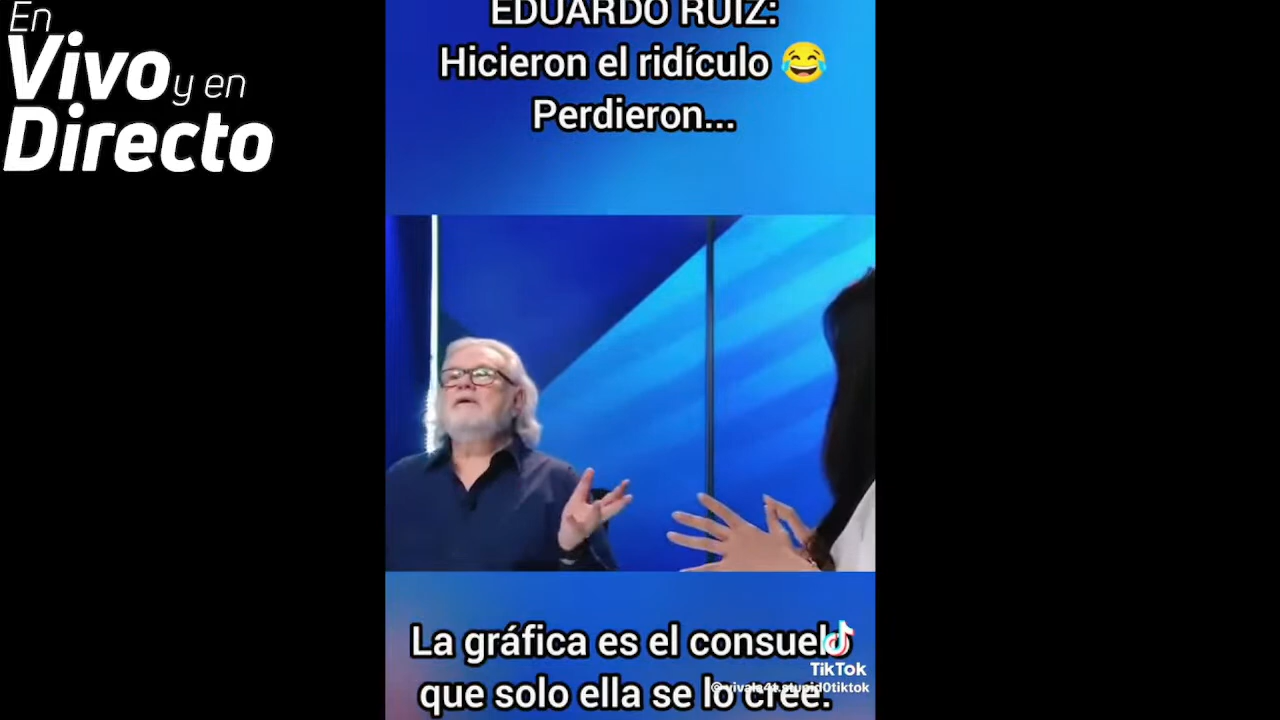 En
Vivo y en
Directo
EDUARDO RUIZ:
Hicieron el ridículo 😂
Perdieron...
La gráfica es el consuelo
que solo ella se lo cree.
TikTok